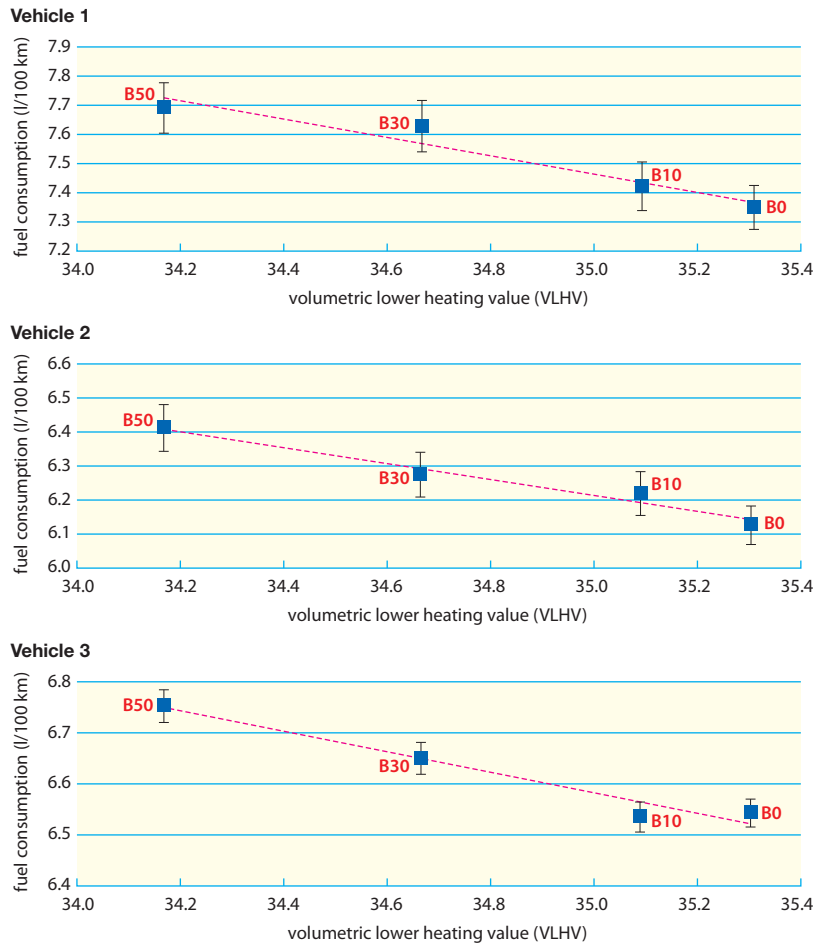 Vehicle 1
fuel consumption (l/100 km)
7.9
7.8
7.7
7.6
7.5
7.4
7.3
7.2
B50
B30
B10
B0
34.0 34.2 34.4 34.6 34.8 35.0 35.2 35.4
volumetric lower heating value (VLHV)
Vehicle 2
fuel consumption (l/100 km)
6.6
6.5
6.4
6.3
6.2
6.1
6.0
B50
B30
B10
B0
34.0 34.2 34.4 34.6 34.8 35.0 35.2 35.4
volumetric lower heating value (VLHV)
Vehicle 3
fuel consumption (l/100 km)
6.8
6.7
6.6
6.5
6.4
B50
B30
B10
B0
34.0 34.2 34.4 34.6 34.8 35.0 35.2 35.4
volumetric lower heating value (VLHV)